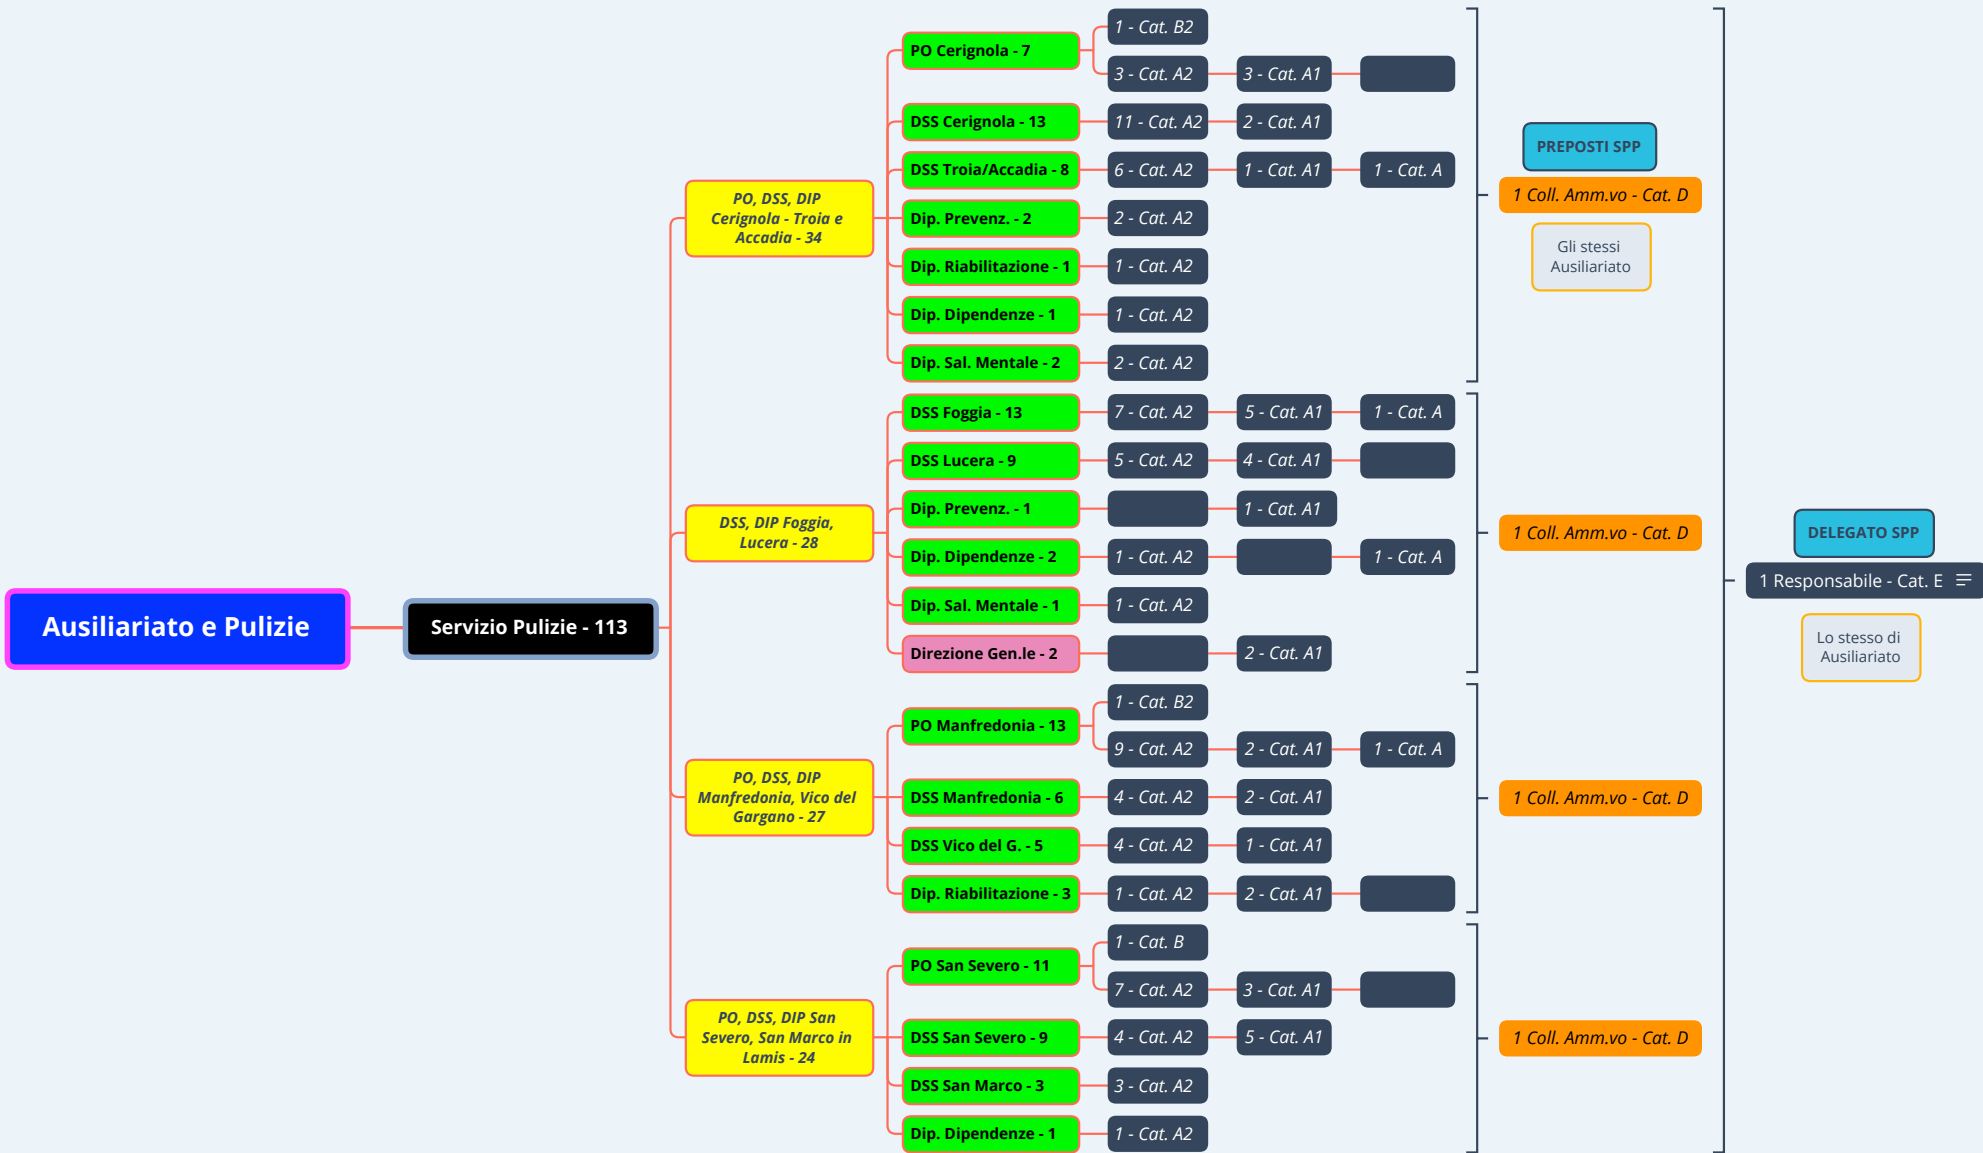 Ausiliariato e Pulizie
Servizio Pulizie - 113
PO, DSS, DIP
Cerignola - Troia e
Accadia - 34
PO Cerignola - 7
1 - Cat. B2
3 - Cat. A2
3 - Cat. A1
DSS Cerignola - 13
11 - Cat. A2
2 - Cat. A1
DSS Troia/Accadia - 8
6 - Cat. A2
1 - Cat. A1
1 - Cat. A
Dip. Prevenz. - 2
2 - Cat. A2
Dip. Riabilitazione - 1
1 - Cat. A2
Dip. Dipendenze - 1
1 - Cat. A2
Dip. Sal. Mentale - 2
2 - Cat. A2
PREPOSTI SPP
1 Coll. Amm.vo - Cat. D
Gli stessi
Ausiliariato
DSS, DIP Foggia,
Lucera - 28
DSS Foggia - 13
7 - Cat. A2
5 - Cat. A1
1 - Cat. A
DSS Lucera - 9
5 - Cat. A2
4 - Cat. A1
Dip. Prevenz. - 1
1 - Cat. A1
Dip. Dipendenze - 2
1 - Cat. A2
1 - Cat. A
Dip. Sal. Mentale - 1
1 - Cat. A2
Direzione Gen.le - 2
2 - Cat. A1
1 Coll. Amm.vo - Cat. D
PO, DSS, DIP
Manfredonia, Vico del
Gargano - 27
PO Manfredonia - 13
1 - Cat. B2
9 - Cat. A2
2 - Cat. A1
1 - Cat. A
DSS Manfredonia - 6
4 - Cat. A2
2 - Cat. A1
DSS Vico del G. - 5
4 - Cat. A2
1 - Cat. A1
Dip. Riabilitazione - 3
1 - Cat. A2
2 - Cat. A1
1 Coll. Amm.vo - Cat. D
PO, DSS, DIP San
Severo, San Marco in
Lamis - 24
PO San Severo - 11
1 - Cat. B
7 - Cat. A2
3 - Cat. A1
DSS San Severo - 9
4 - Cat. A2
5 - Cat. A1
DSS San Marco - 3
3 - Cat. A2
Dip. Dipendenze - 1
1 - Cat. A2
1 Coll. Amm.vo - Cat. D
DELEGATO SPP
1 Responsabile - Cat. E
Lo stesso di
Ausiliariato